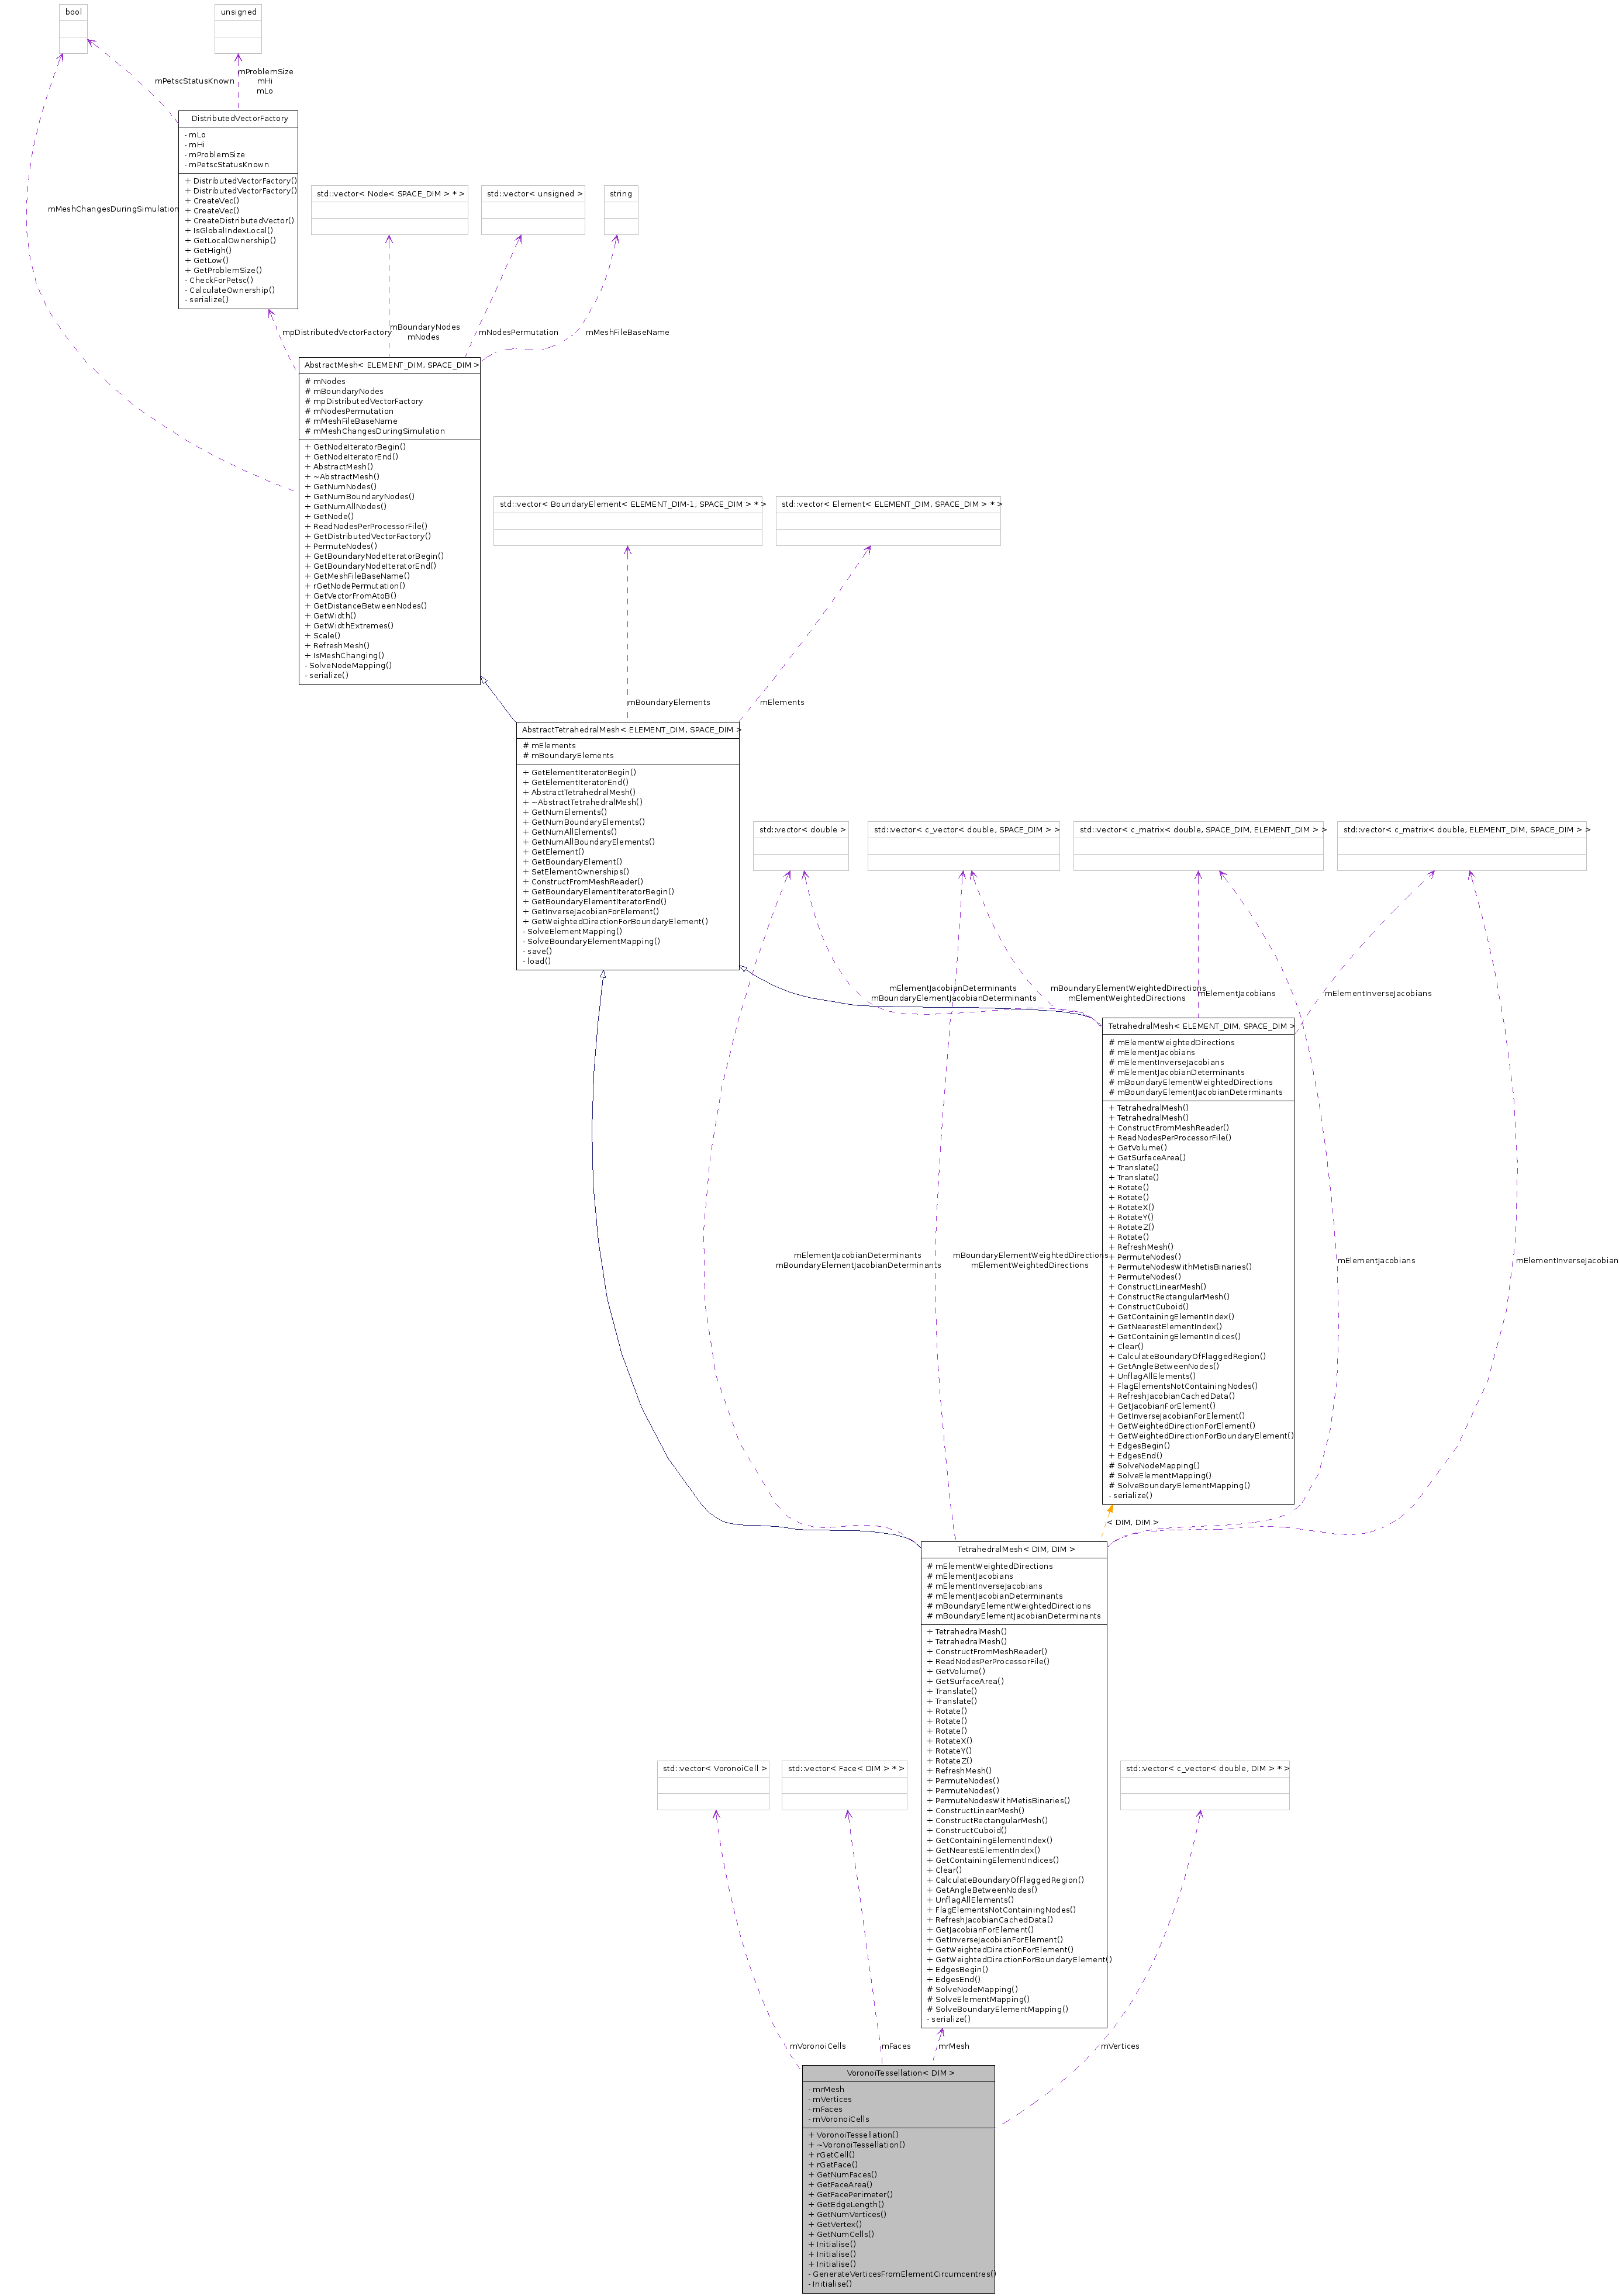 bool
unsigned
mPetscStatusKnown
mProblemSize
mHi
mLo
DistributedVectorFactory
- mLo
- mHi
- mProblemSize
- mPetscStatusKnown
+ DistributedVectorFactory()
+ DistributedVectorFactory()
+ CreateVec()
+ CreateVec()
+ CreateDistributedVector()
+ IsGlobalIndexLocal()
+ GetLocalOwnership()
+ GetHigh()
+ GetLow()
+ GetProblemSize()
- CheckForPetsc()
- CalculateOwnership()
- serialize()
mMeshChangesDuringSimulation
std::vector< Node< SPACE_DIM > * >
std::vector< unsigned >
string
mpDistributedVectorFactory
mBoundaryNodes
mNodes
mNodesPermutation
mMeshFileBaseName
AbstractMesh< ELEMENT_DIM, SPACE_DIM >
# mNodes
# mBoundaryNodes
# mpDistributedVectorFactory
# mNodesPermutation
# mMeshFileBaseName
# mMeshChangesDuringSimulation
+ GetNodeIteratorBegin()
+ GetNodeIteratorEnd()
+ AbstractMesh()
+ ~AbstractMesh()
+ GetNumNodes()
+ GetNumBoundaryNodes()
+ GetNumAllNodes()
+ GetNode()
+ ReadNodesPerProcessorFile()
+ GetDistributedVectorFactory()
+ PermuteNodes()
+ GetBoundaryNodeIteratorBegin()
+ GetBoundaryNodeIteratorEnd()
+ GetMeshFileBaseName()
+ rGetNodePermutation()
+ GetVectorFromAtoB()
+ GetDistanceBetweenNodes()
+ GetWidth()
+ GetWidthExtremes()
+ Scale()
+ RefreshMesh()
+ IsMeshChanging()
- SolveNodeMapping()
- serialize()
std::vector< BoundaryElement< ELEMENT_DIM-1, SPACE_DIM > * >
std::vector< Element< ELEMENT_DIM, SPACE_DIM > * >
mBoundaryElements
mElements
AbstractTetrahedralMesh< ELEMENT_DIM, SPACE_DIM >
# mElements
# mBoundaryElements
+ GetElementIteratorBegin()
+ GetElementIteratorEnd()
+ AbstractTetrahedralMesh()
+ ~AbstractTetrahedralMesh()
+ GetNumElements()
+ GetNumBoundaryElements()
+ GetNumAllElements()
+ GetNumAllBoundaryElements()
+ GetElement()
+ GetBoundaryElement()
+ SetElementOwnerships()
+ ConstructFromMeshReader()
+ GetBoundaryElementIteratorBegin()
+ GetBoundaryElementIteratorEnd()
+ GetInverseJacobianForElement()
+ GetWeightedDirectionForBoundaryElement()
- SolveElementMapping()
- SolveBoundaryElementMapping()
- save()
- load()
std::vector< double >
std::vector< c_vector< double, SPACE_DIM > >
std::vector< c_matrix< double, SPACE_DIM, ELEMENT_DIM > >
std::vector< c_matrix< double, ELEMENT_DIM, SPACE_DIM > >
mElementJacobianDeterminants
mBoundaryElementJacobianDeterminants
mBoundaryElementWeightedDirections
mElementWeightedDirections
mElementJacobians
mElementInverseJacobians
TetrahedralMesh< ELEMENT_DIM, SPACE_DIM >
# mElementWeightedDirections
# mElementJacobians
# mElementInverseJacobians
# mElementJacobianDeterminants
# mBoundaryElementWeightedDirections
# mBoundaryElementJacobianDeterminants
+ TetrahedralMesh()
+ TetrahedralMesh()
+ ConstructFromMeshReader()
+ ReadNodesPerProcessorFile()
+ GetVolume()
+ GetSurfaceArea()
+ Translate()
+ Translate()
+ Rotate()
+ Rotate()
+ RotateX()
+ RotateY()
+ RotateZ()
+ Rotate()
+ RefreshMesh()
+ PermuteNodes()
+ PermuteNodesWithMetisBinaries()
+ PermuteNodes()
+ ConstructLinearMesh()
+ ConstructRectangularMesh()
+ ConstructCuboid()
+ GetContainingElementIndex()
+ GetNearestElementIndex()
+ GetContainingElementIndices()
+ Clear()
+ CalculateBoundaryOfFlaggedRegion()
+ GetAngleBetweenNodes()
+ UnflagAllElements()
+ FlagElementsNotContainingNodes()
+ RefreshJacobianCachedData()
+ GetJacobianForElement()
+ GetInverseJacobianForElement()
+ GetWeightedDirectionForElement()
+ GetWeightedDirectionForBoundaryElement()
+ EdgesBegin()
+ EdgesEnd()
# SolveNodeMapping()
# SolveElementMapping()
# SolveBoundaryElementMapping()
- serialize()
mElementJacobianDeterminants
mBoundaryElementJacobianDeterminants
mBoundaryElementWeightedDirections
mElementWeightedDirections
mElementJacobians
mElementInverseJacobian
< DIM, DIM >
TetrahedralMesh< DIM, DIM >
# mElementWeightedDirections
# mElementJacobians
# mElementInverseJacobians
# mElementJacobianDeterminants
# mBoundaryElementWeightedDirections
# mBoundaryElementJacobianDeterminants
+ TetrahedralMesh()
+ TetrahedralMesh()
+ ConstructFromMeshReader()
+ ReadNodesPerProcessorFile()
+ GetVolume()
+ GetSurfaceArea()
+ Translate()
+ Translate()
+ Rotate()
+ Rotate()
+ Rotate()
+ RotateX()
+ RotateY()
+ RotateZ()
+ RefreshMesh()
+ PermuteNodes()
+ PermuteNodes()
+ PermuteNodesWithMetisBinaries()
+ ConstructLinearMesh()
+ ConstructRectangularMesh()
+ ConstructCuboid()
+ GetContainingElementIndex()
+ GetNearestElementIndex()
+ GetContainingElementIndices()
+ Clear()
+ CalculateBoundaryOfFlaggedRegion()
+ GetAngleBetweenNodes()
+ UnflagAllElements()
+ FlagElementsNotContainingNodes()
+ RefreshJacobianCachedData()
+ GetJacobianForElement()
+ GetInverseJacobianForElement()
+ GetWeightedDirectionForElement()
+ GetWeightedDirectionForBoundaryElement()
+ EdgesBegin()
+ EdgesEnd()
# SolveNodeMapping()
# SolveElementMapping()
# SolveBoundaryElementMapping()
- serialize()
std::vector< VoronoiCell >
std::vector< Face< DIM > * >
std::vector< c_vector< double, DIM > * >
mVoronoiCells
mFaces
mrMesh
mVertices
VoronoiTessellation< DIM >
- mrMesh
- mVertices
- mFaces
- mVoronoiCells
+ VoronoiTessellation()
+ ~VoronoiTessellation()
+ rGetCell()
+ rGetFace()
+ GetNumFaces()
+ GetFaceArea()
+ GetFacePerimeter()
+ GetEdgeLength()
+ GetNumVertices()
+ GetVertex()
+ GetNumCells()
+ Initialise()
+ Initialise()
+ Initialise()
- GenerateVerticesFromElementCircumcentres()
- Initialise()